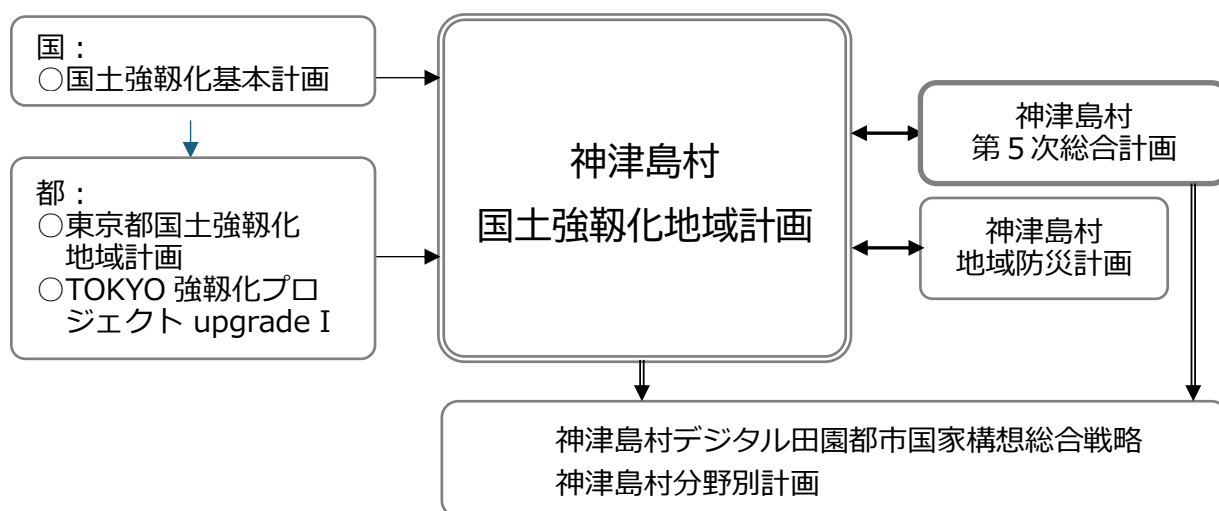 国：
○国土強靱化基本計画
都：
○東京都国土強靱化
地域計画
○TOKYO 強靱化プロ
ジェクト upgrade Ⅰ
神津島村
国土強靱化地域計画
神津島村
第５次総合計画
神津島村
地域防災計画
神津島村デジタル田園都市国家構想総合戦略
神津島村分野別計画